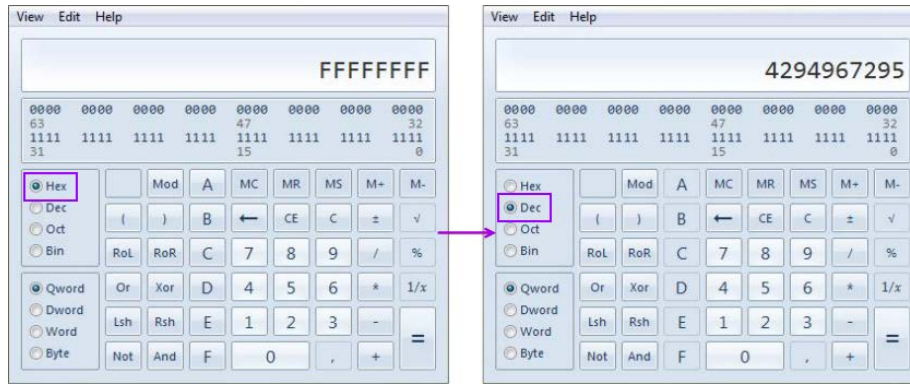 View Edit Help
FFFFFFFF
0000 0000 0000 0000 0000 0000 0000 0000
63 47 32
1111 1111 1111 1111 1111 1111 1111 1111
31 15 0
Hex Mod A MC MR MS M+ M-
Dec ( ) B ← CE C ± √
Oct
Bin RoL RoR C 7 8 9 / %
Qword Or Xor D 4 5 6 * 1/x
Dword Lsh Rsh E 1 2 3 - =
Word
Byte Not And F 0 , +
View Edit Help
4294967295
0000 0000 0000 0000 0000 0000 0000 0000
63 47 32
1111 1111 1111 1111 1111 1111 1111 1111
31 15 0
Hex Mod A MC MR MS M+ M-
Dec ( ) B ← CE C ± √
Oct
Bin RoL RoR C 7 8 9 / %
Qword Or Xor D 4 5 6 * 1/x
Dword Lsh Rsh E 1 2 3 - =
Word
Byte Not And F 0 , +